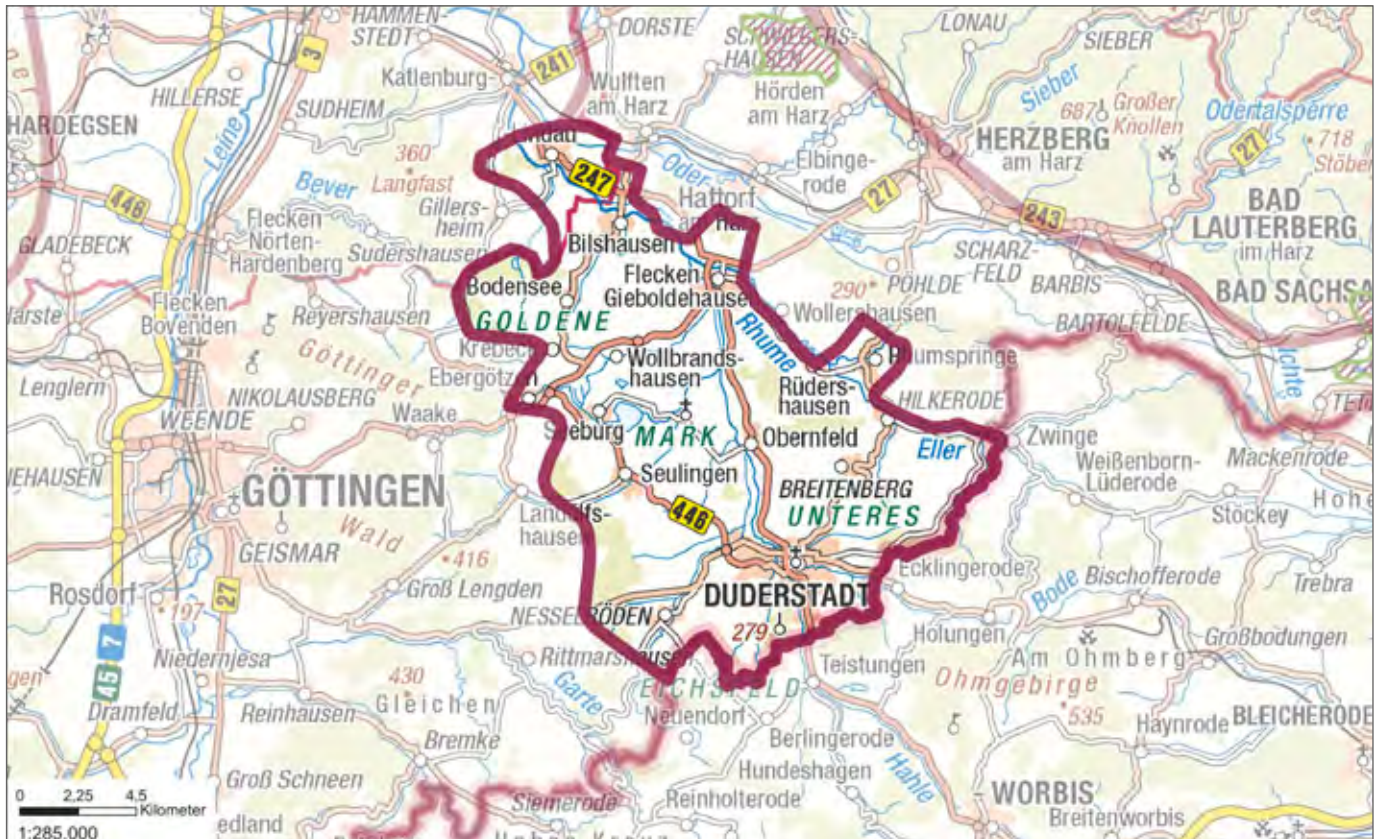 HAMMEN-
STEDT
DORSTE
LONAU
SIEBER
3
241
Katlenburg
SCHWIEGERS-
HAUSEN
Wulften
am Harz
Hörden
am Harz
Sieber
687
Großer
Knollen
Odertalsperre
HILLERSE
SUDHEIM
HARDEGSEN
Leine
HERZBERG
am Harz
27
718
Elbinge-
rode
Oder
360
Langfast
247
27
Bever
446
Gillers-
heim
Hattorf
243
BAD
LAUTERBERG
im Harz
Flecken
Nörten-
Hardenberg
GLADEBECK
Sudershausen
Bilshausen
SCHARZ-
FELD
BARBIS
PÖHLDE
290
Flecken
Gieboldehausen
Bodensee
BAD SACHSA
Flecken
Bovenden
Reyershausen
Wollershausen
BARTOLFELDE
GOLDENE
Rhume
Göttinger
Krebeck
Wollbrands-
hausen
Rhumspringe
Lenglern
Ebergötzen
Rüders-
hausen
NIKOLAUSBERG
HILKERODE
WEENDE
Waake
Seeburg
MARK
Obernfeld
Eller
Zwinge
Mackenrode
Weißenborn-
Lüderode
Seulingen
GÖTTINGEN
BREITENBERG
UNTERES
Stöckey
446
Wald
Landolfs-
hausen
GEISMAR
416
Ecklingerode
Bode
Bischofferode
Trebra
Groß Lengden
Rosdorf
197
27
DUDERSTADT
NESSELRÖDEN
279
Holungen
Großbodungen
7
45
Niedernjesa
Rittmarshausen
Teistungen
Am Ohmberg
430
Gleichen
EICHSFELD
Ohmgebirge
Garte
535
Dramfeld
Reinhausen
Neuendorf
Haynrode
BLEICHERODE
Bremke
Berlingerode
Hahle
Hundeshagen
Groß Schneen
WORBIS
0 2,25 4,5
Kilometer
Siemerode
Reinholterode
Breitenworbis
1:285.000